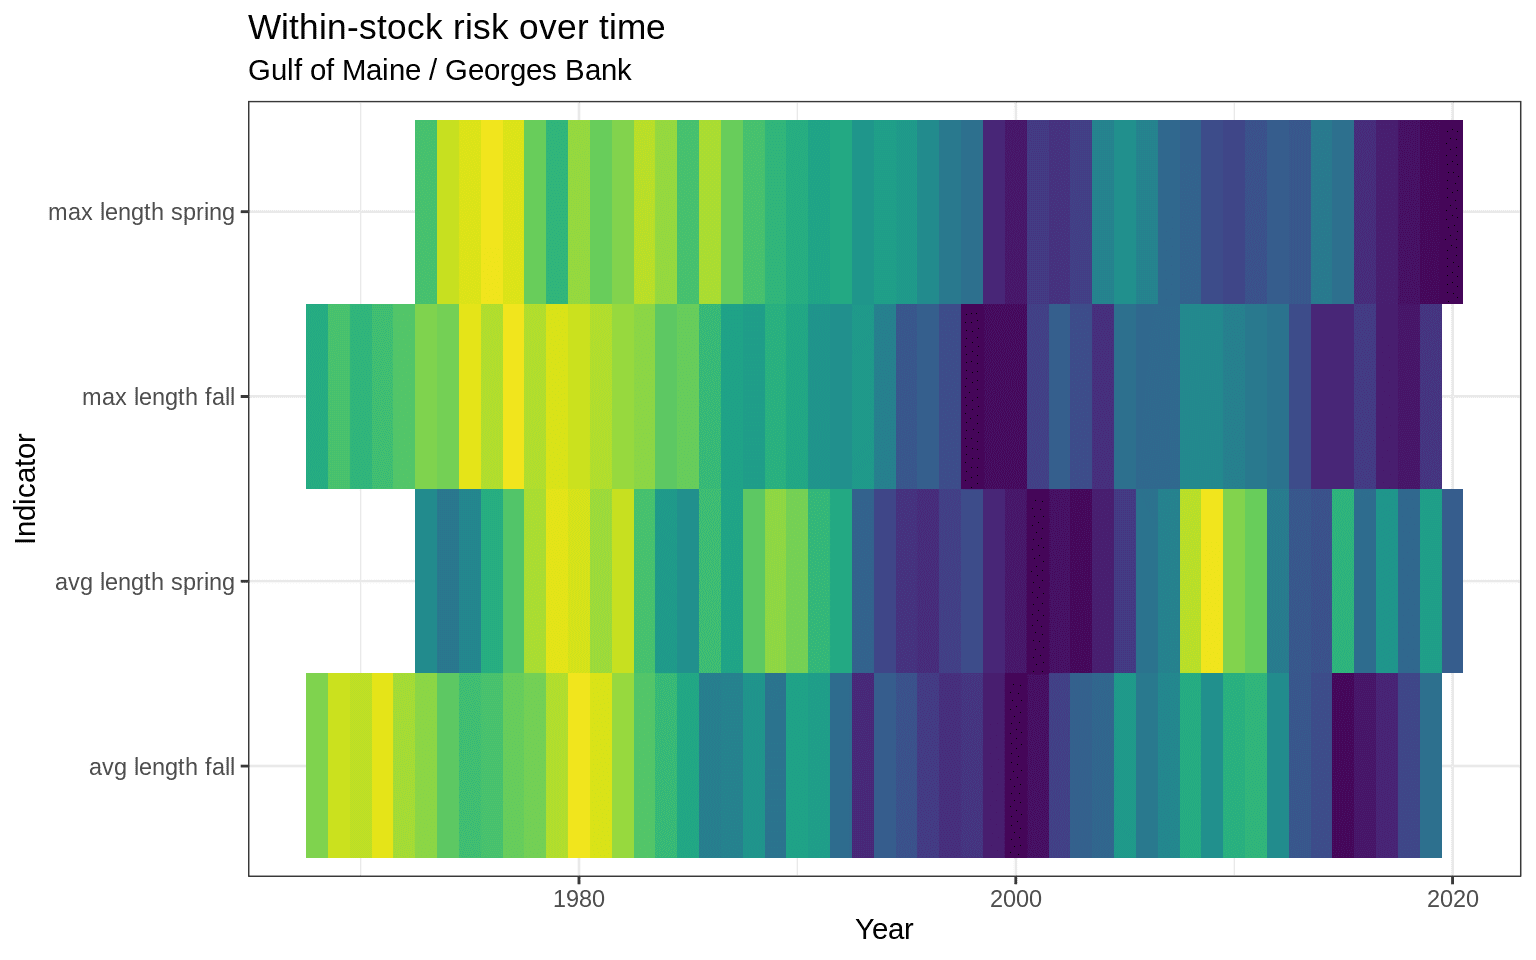 Within-stock risk over time
Gulf of Maine / Georges Bank
max length spring
max length fall
avg length spring
avg length fall
Indicator
1980
2000
2020
Year